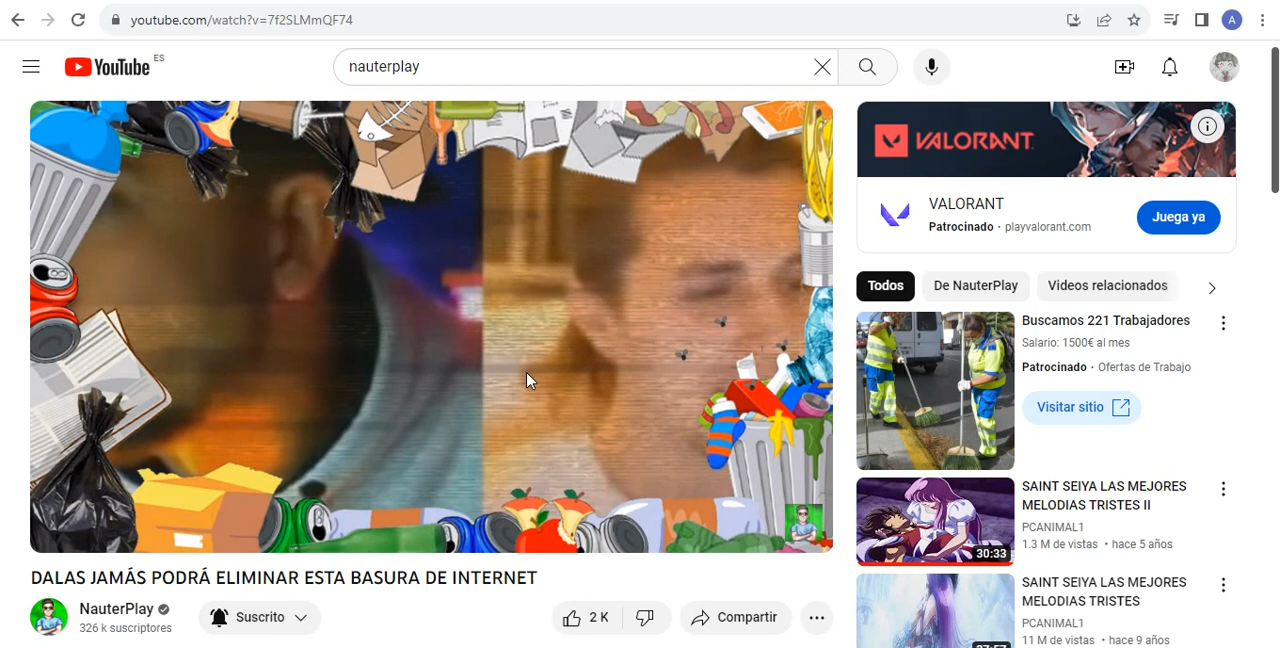 youtube.com/watch?v=7f2SLMmQF74
A
YouTube ES
nauterplay
VALORANT
VALORANT
Patrocinado · playvalorant.com
Juega ya
Todos
De NauterPlay
Videos relacionados
Buscamos 221 Trabajadores
Salario: 1500€ al mes
Patrocinado · Ofertas de Trabajo
Visitar sitio
SAINT SEIYA LAS MEJORES
MELODIAS TRISTES II
PCANIMAL1
1.3 M de vistas · hace 5 años
30:33
SAINT SEIYA LAS MEJORES
MELODIAS TRISTES
PCANIMAL1
11 M de vistas · hace 9 años
DALAS JAMÁS PODRÁ ELIMINAR ESTA BASURA DE INTERNET
NauterPlay
326 k suscriptores
Suscrito
2 K
Compartir